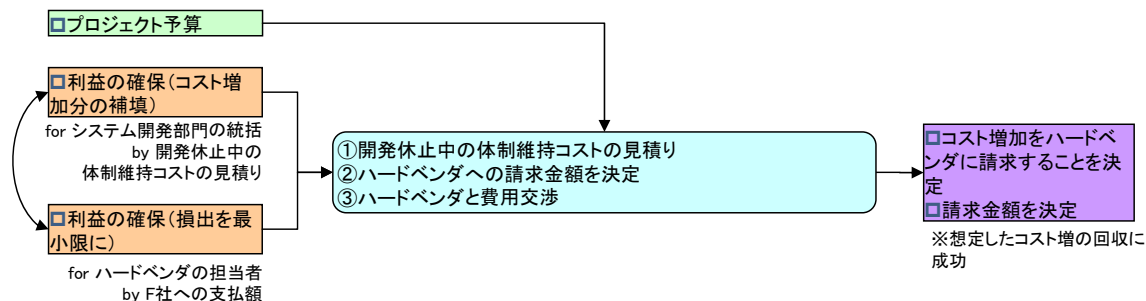 □プロジェクト予算
□利益の確保(コスト増
加分の補填)
for システム開発部門の統括
by 開発休止中の
体制維持コストの見積り
□利益の確保(損出を最
小限に)
for ハードベンダの担当者
by F社への支払額
①開発休止中の体制維持コストの見積り
②ハードベンダへの請求金額を決定
③ハードベンダと費用交渉
□コスト増加をハードベ
ンダに請求することを決
定
□請求金額を決定
※想定したコスト増の回収に
成功